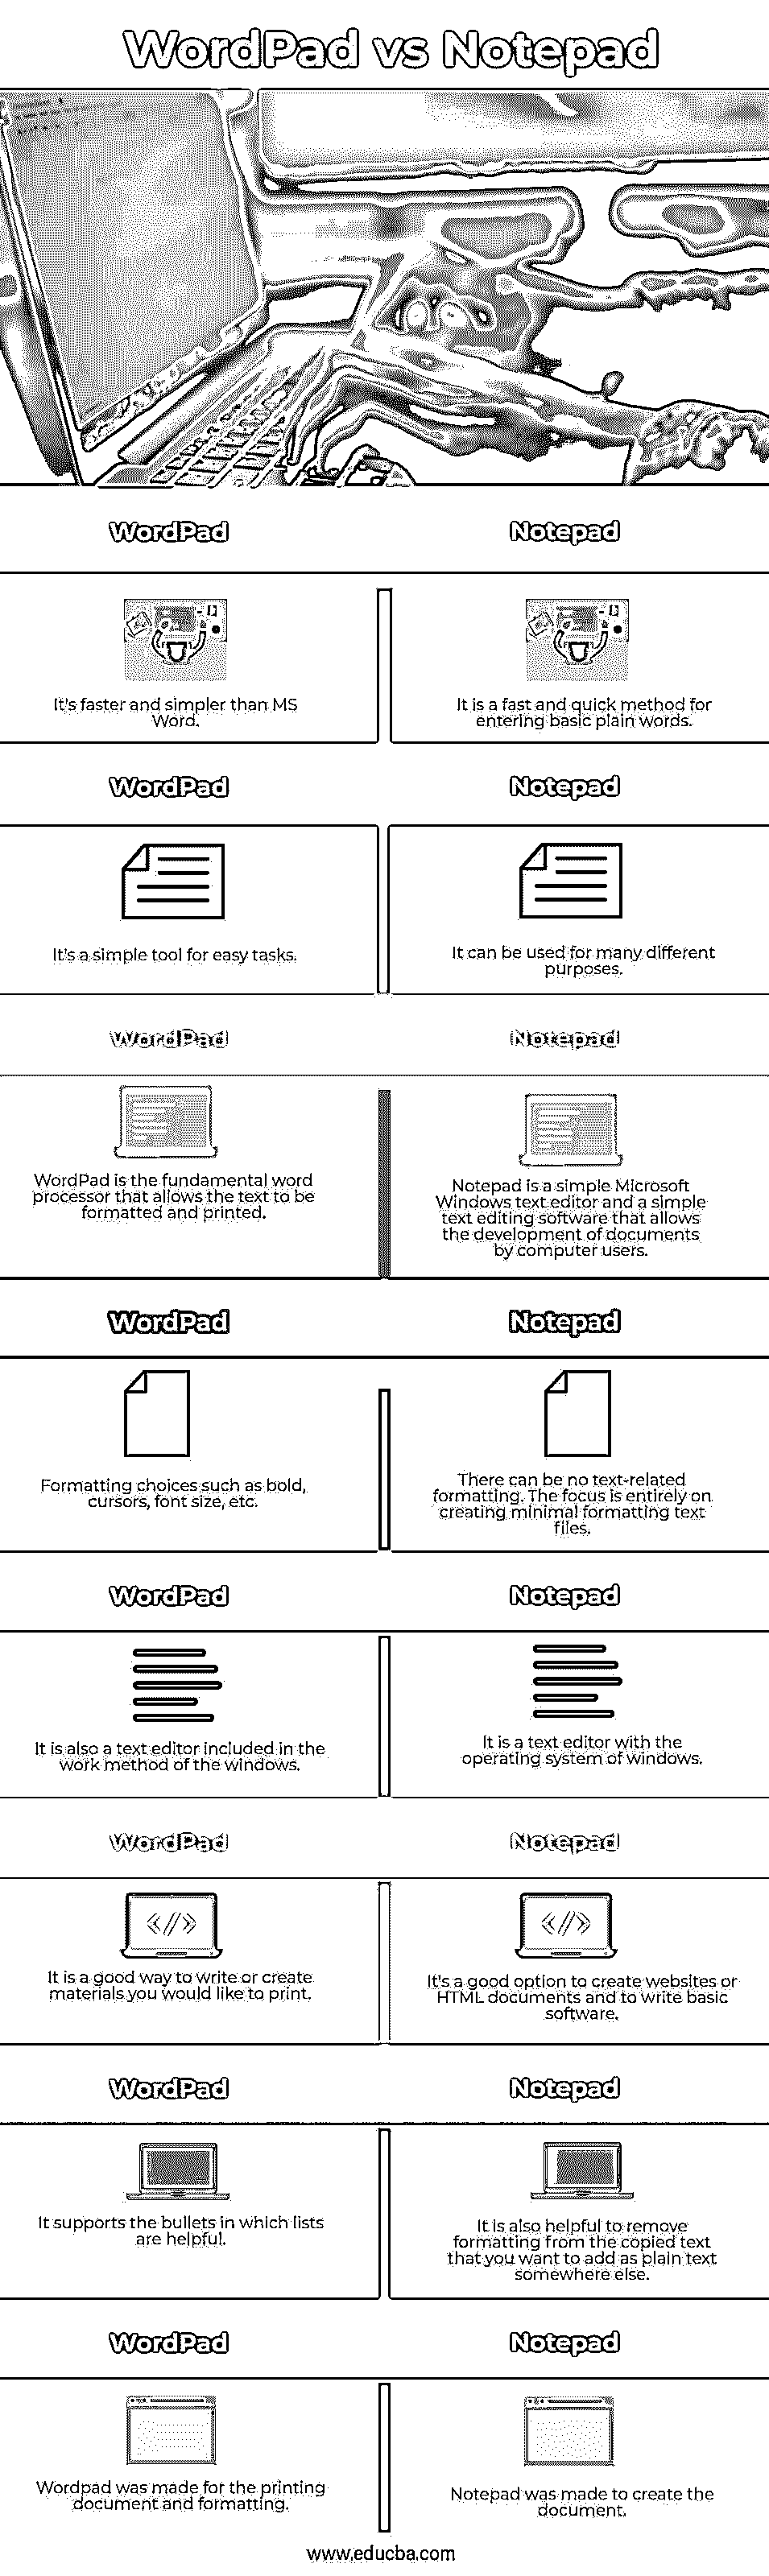 WordPad vs Notepad
WordPad
Notepad
It's faster and simpler than MS
Word.
It is a fast and quick method for
entering basic plain words.
WordPad
Notepad
It's a simple tool for easy tasks.
It can be used for many different
purposes.
WordPad
Notepad
WordPad is the fundamental word
processor that allows the text to be
formatted and printed.
Notepad is a simple Microsoft
Windows text editor and a simple
text editing software that allows
the development of documents
by computer users.
WordPad
Notepad
Formatting choices such as bold,
cursors, font size, etc.
There can be no text-related
formatting. The focus is entirely on
creating minimal formatting text
files.
WordPad
Notepad
It is also a text editor included in the
work method of the windows.
It is a text editor with the
operating system of Windows.
WordPad
Notepad
It is a good way to write or create
materials you would like to print.
It's a good option to create websites or
HTML documents and to write basic
software.
WordPad
Notepad
It supports the bullets in which lists
are helpful.
It is also helpful to remove
formatting from the copied text
that you want to add as plain text
somewhere else.
WordPad
Notepad
Wordpad was made for the printing
document and formatting.
Notepad was made to create the
document.
www.educba.com